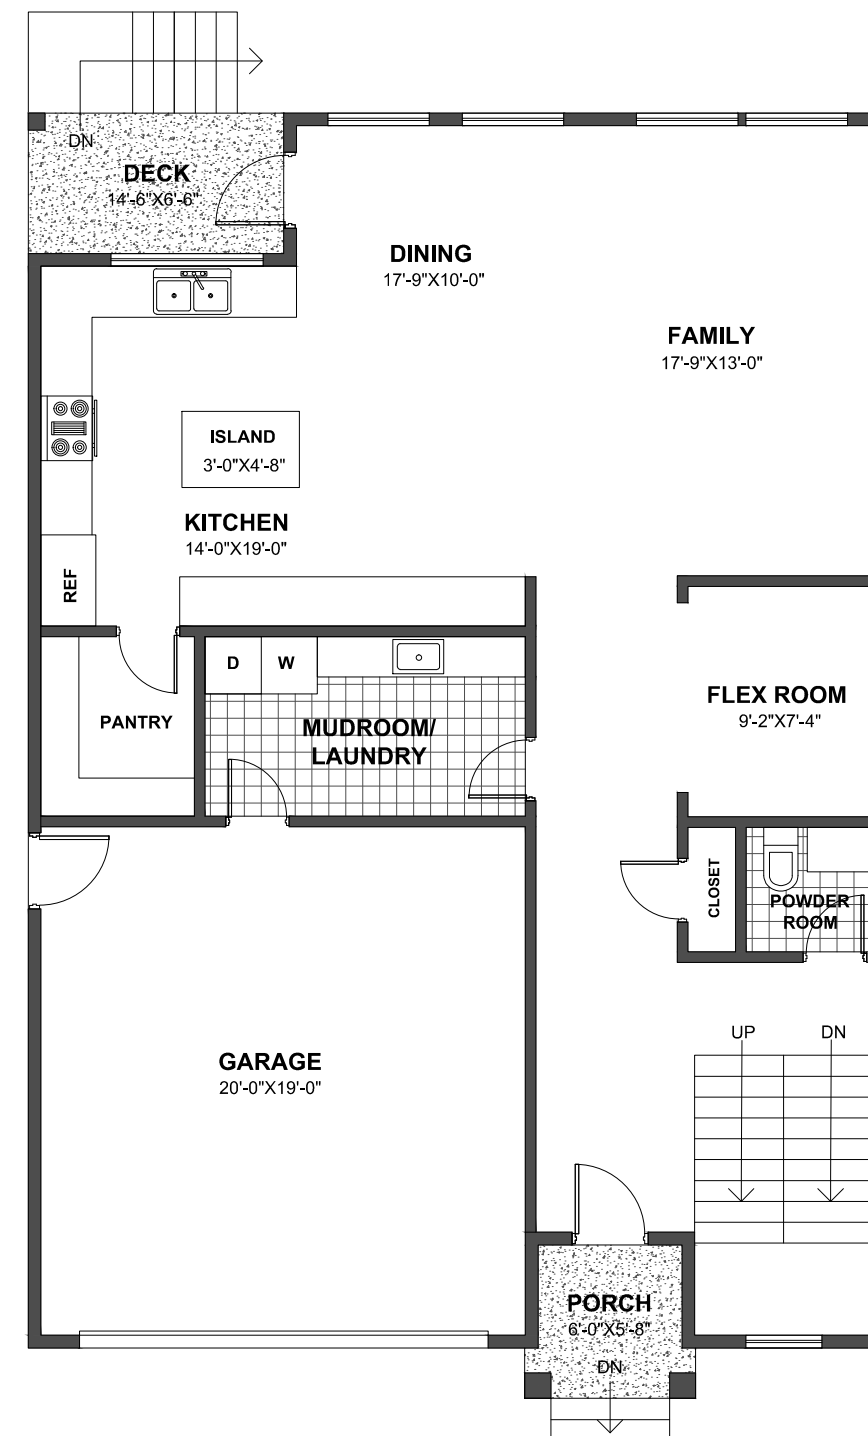 DN
DECK
14'-6"X6'-6"
DINING
17'-9"X10'-0"
FAMILY
17'-9"X13'-0"
ISLAND
3'-0"X4'-8"
KITCHEN
14'-0"X19'-0"
REF
D
W
PANTRY
MUDROOM/
LAUNDRY
FLEX ROOM
9'-2"X7'-4"
CLOSET
POWDER
ROOM
GARAGE
20'-0"X19'-0"
UP
DN
PORCH
6'-0"X5'-8"
DN